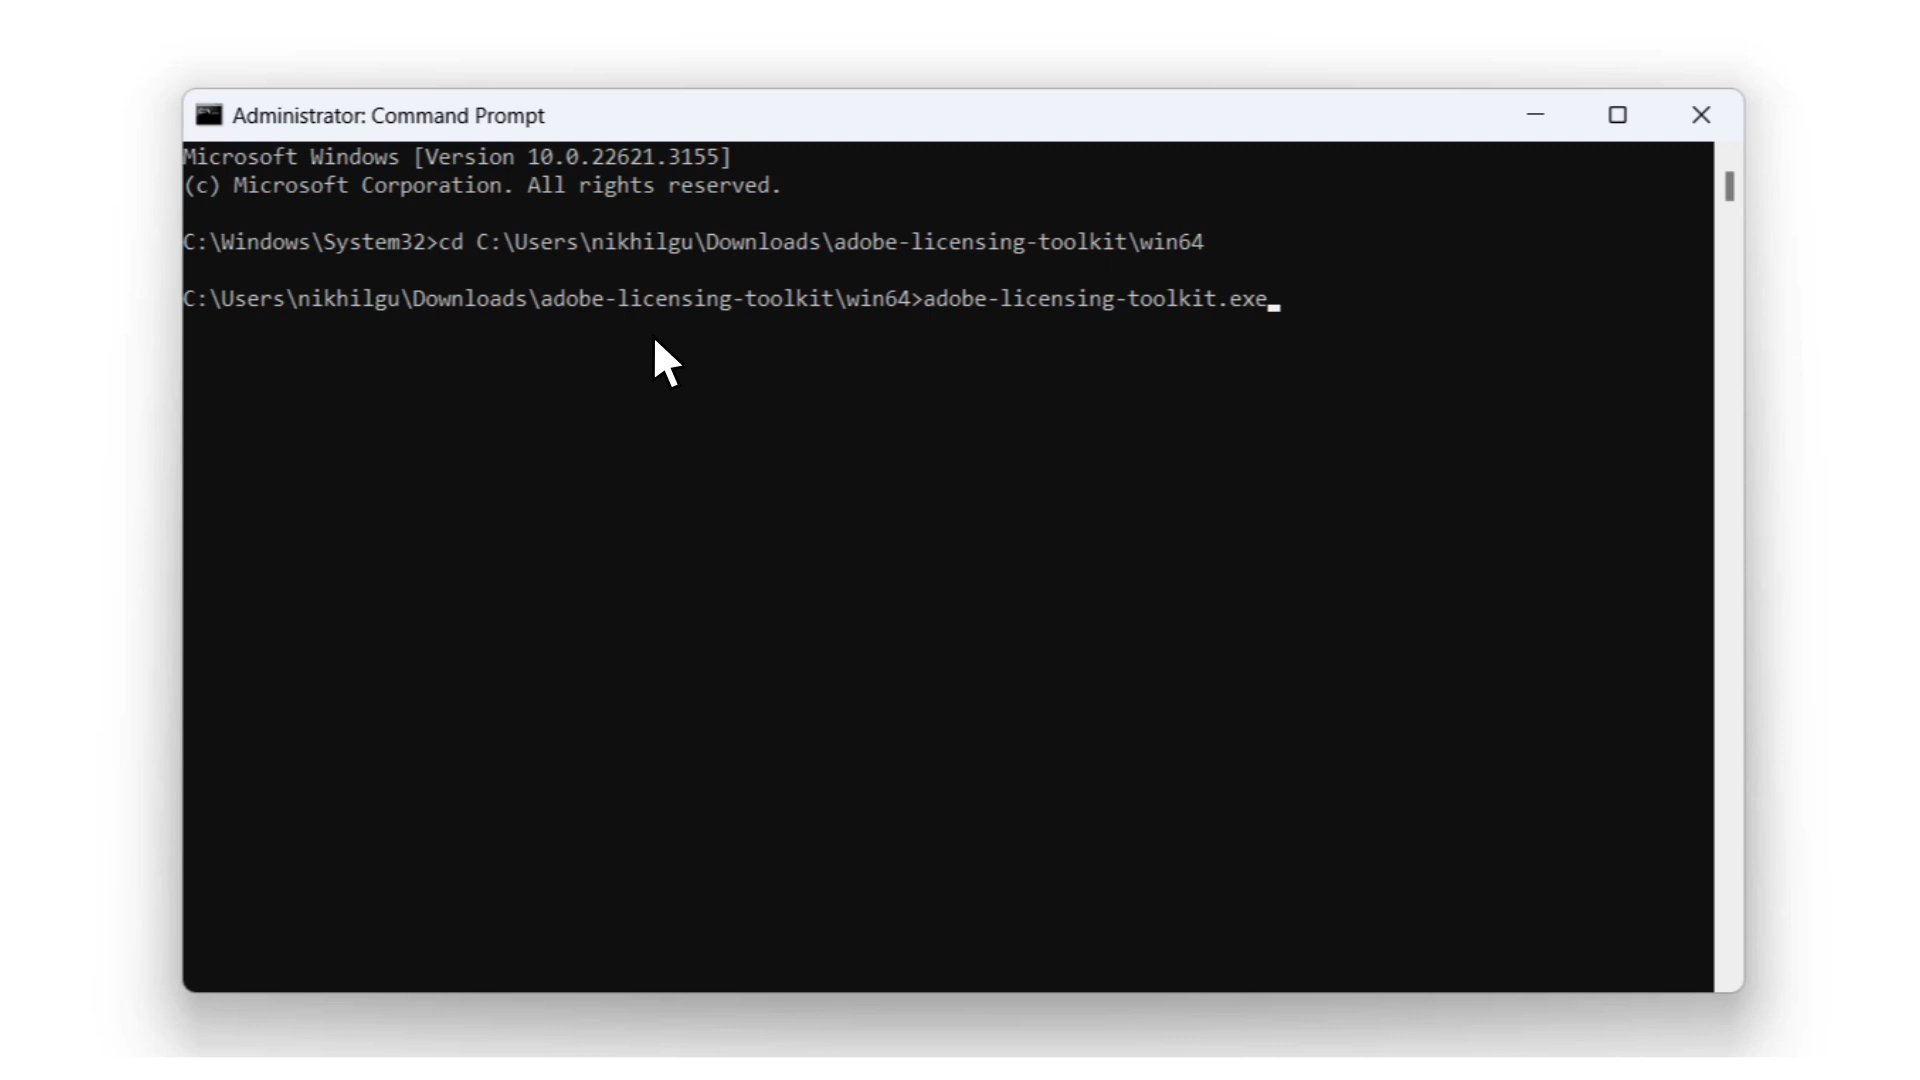 Administrator: Command Prompt
Microsoft Windows [Version 10.0.22621.3155]
(c) Microsoft Corporation. All rights reserved.
C:\Windows\System32>cd C:\Users\nikhilgu\Downloads\adobe-licensing-toolkit\win64
C:\Users\nikhilgu\Downloads\adobe-licensing-toolkit\win64>adobe-licensing-toolkit.exe